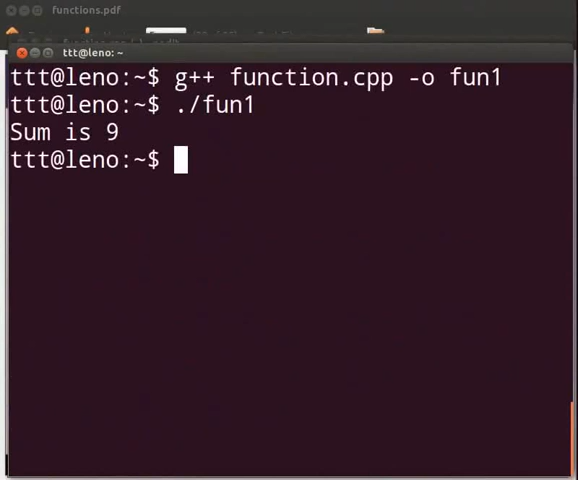 functions.pdf
ttt@leno: ~
ttt@leno:~$ g++ function.cpp -o fun1
ttt@leno:~$ ./fun1
Sum is 9
ttt@leno:~$